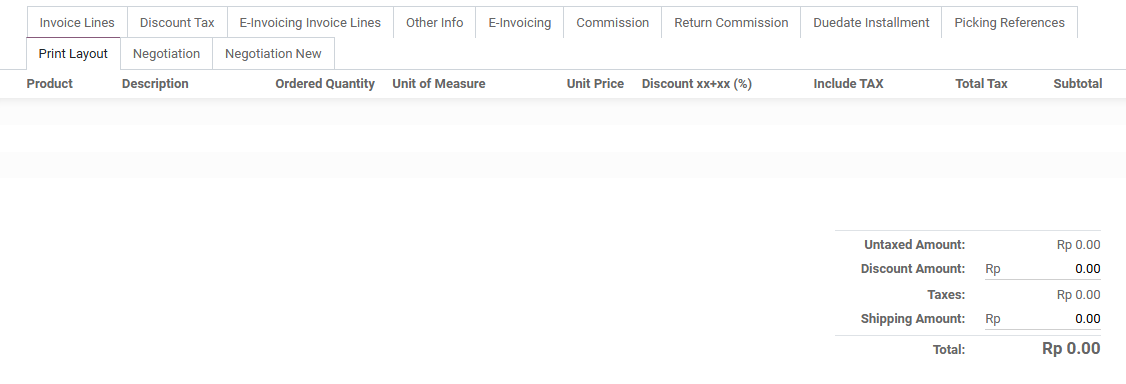 Invoice Lines Discount Tax E-Invoicing Invoice Lines Other Info E-Invoicing Commission Return Commission Duedate Installment Picking References
Print Layout Negotiation Negotiation New
Product Description Ordered Quantity Unit of Measure Unit Price Discount xx+xx (%) Include TAX Total Tax Subtotal
Untaxed Amount: Rp 0.00
Discount Amount: Rp 0.00
Taxes: Rp 0.00
Shipping Amount: Rp 0.00
Total: Rp 0.00